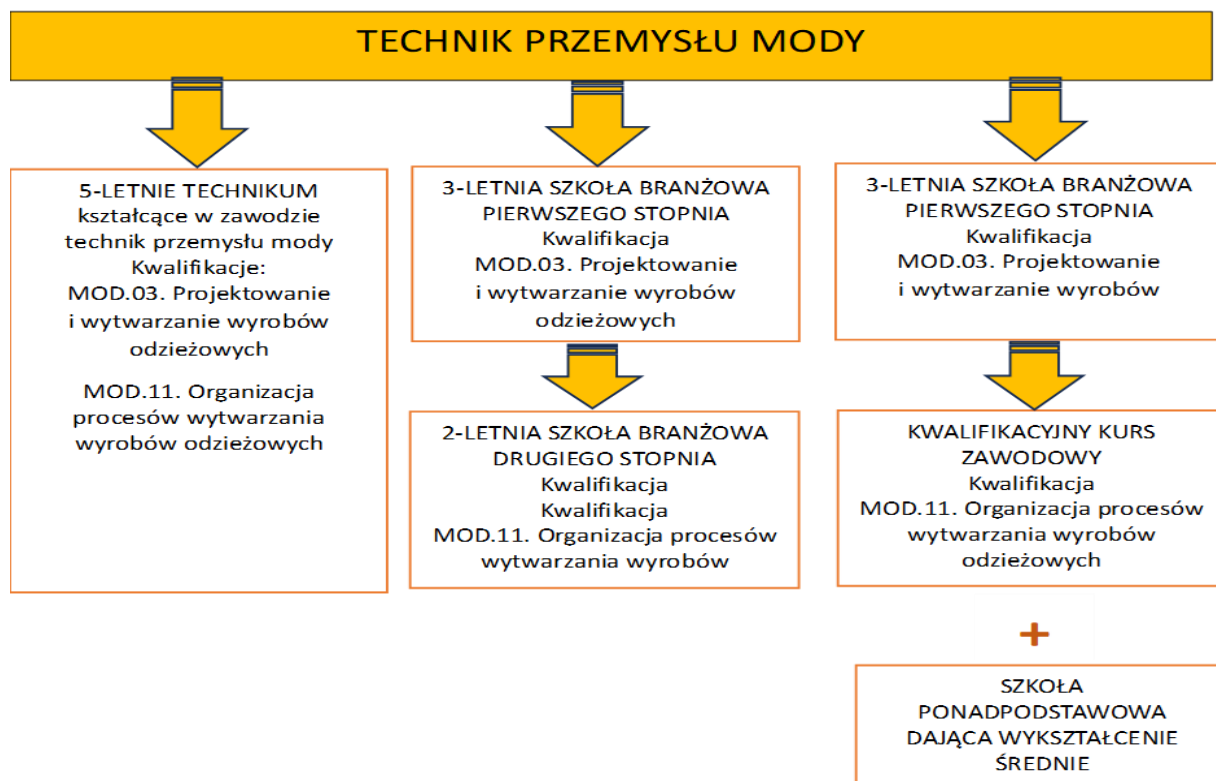 TECHNIK PRZEMYSŁU MODY
5-LETNIE TECHNIKUM
kształcące w zawodzie
technik przemysłu mody
Kwalifikacje:
MOD.03. Projektowanie
i wytwarzanie wyrobów
odzieżowych
MOD.11. Organizacja
procesów wytwarzania
wyrobów odzieżowych
3-LETNIA SZKOŁA BRANŻOWA
PIERWSZEGO STOPNIA
Kwalifikacja
MOD.03. Projektowanie
i wytwarzanie wyrobów
odzieżowych
2-LETNIA SZKOŁA BRANŻOWA
DRUGIEGO STOPNIA
Kwalifikacja
Kwalifikacja
MOD.11. Organizacja procesów
wytwarzania wyrobów
3-LETNIA SZKOŁA BRANŻOWA
PIERWSZEGO STOPNIA
Kwalifikacja
MOD.03. Projektowanie
i wytwarzanie wyrobów
KWALIFIKACYJNY KURS
ZAWODOWY
Kwalifikacja
MOD.11. Organizacja procesów
wytwarzania wyrobów
odzieżowych
+
SZKOŁA
PONADPODSTAWOWA
DAJĄCA WYKSZTAŁCENIE
ŚREDNIE